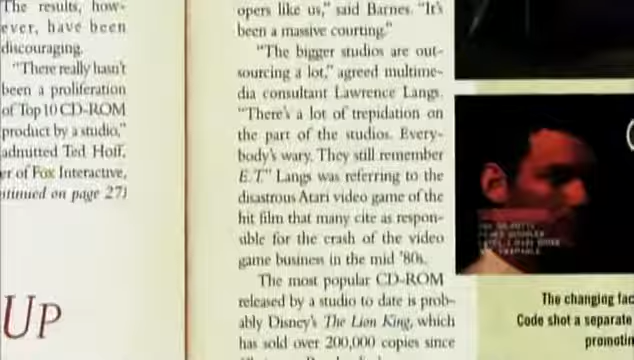 The results, how-
ever, have been
discouraging.
"There really hasn't
been a proliferation
of Top 10 CD-ROM
product by a studio,"
admitted Ted Hoff,
er of Fox Interactive,
ntinued on page 27)
UP
opers like us," said Barnes. "It's
been a massive courting."
"The bigger studios are out-
sourcing a lot," agreed multime-
dia consultant Lawrence Langs.
"There's a lot of trepidation on
the part of the studios. Every-
body's wary. They still remember
E.T." Langs was referring to the
disastrous Atari video game of the
hit film that many cite as respon-
sible for the crash of the video
game business in the mid '80s.
The most popular CD-ROM
released by a studio to date is prob-
ably Disney's The Lion King, which
has sold over 200,000 copies since
The changing fac
Code shot a separate
promotin